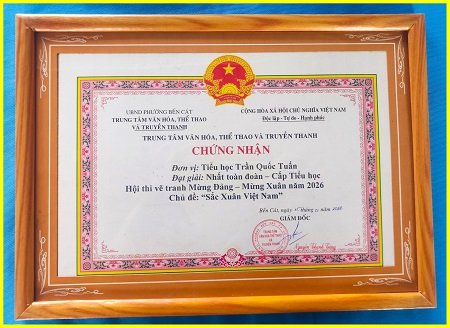 UBND PHƯỜNG BẾN CÁT
TRUNG TÂM VĂN HÓA, THỂ THAO
VÀ TRUYỀN THANH
CỘNG HÒA XÃ HỘI CHỦ NGHĨA VIỆT NAM
Độc lập - Tự do - Hạnh phúc
TRUNG TÂM VĂN HÓA, THỂ THAO VÀ TRUYỀN THANH
CHỨNG NHẬN
Đơn vị: Tiểu học Trần Quốc Tuấn
Đạt giải: Nhất toàn đoàn – Cấp Tiểu học
Hội thi vẽ tranh Mừng Đảng – Mừng Xuân năm 2026
Chủ đề: “Sắc Xuân Việt Nam”
Bến Cát, ngày tháng năm
GIÁM ĐỐC